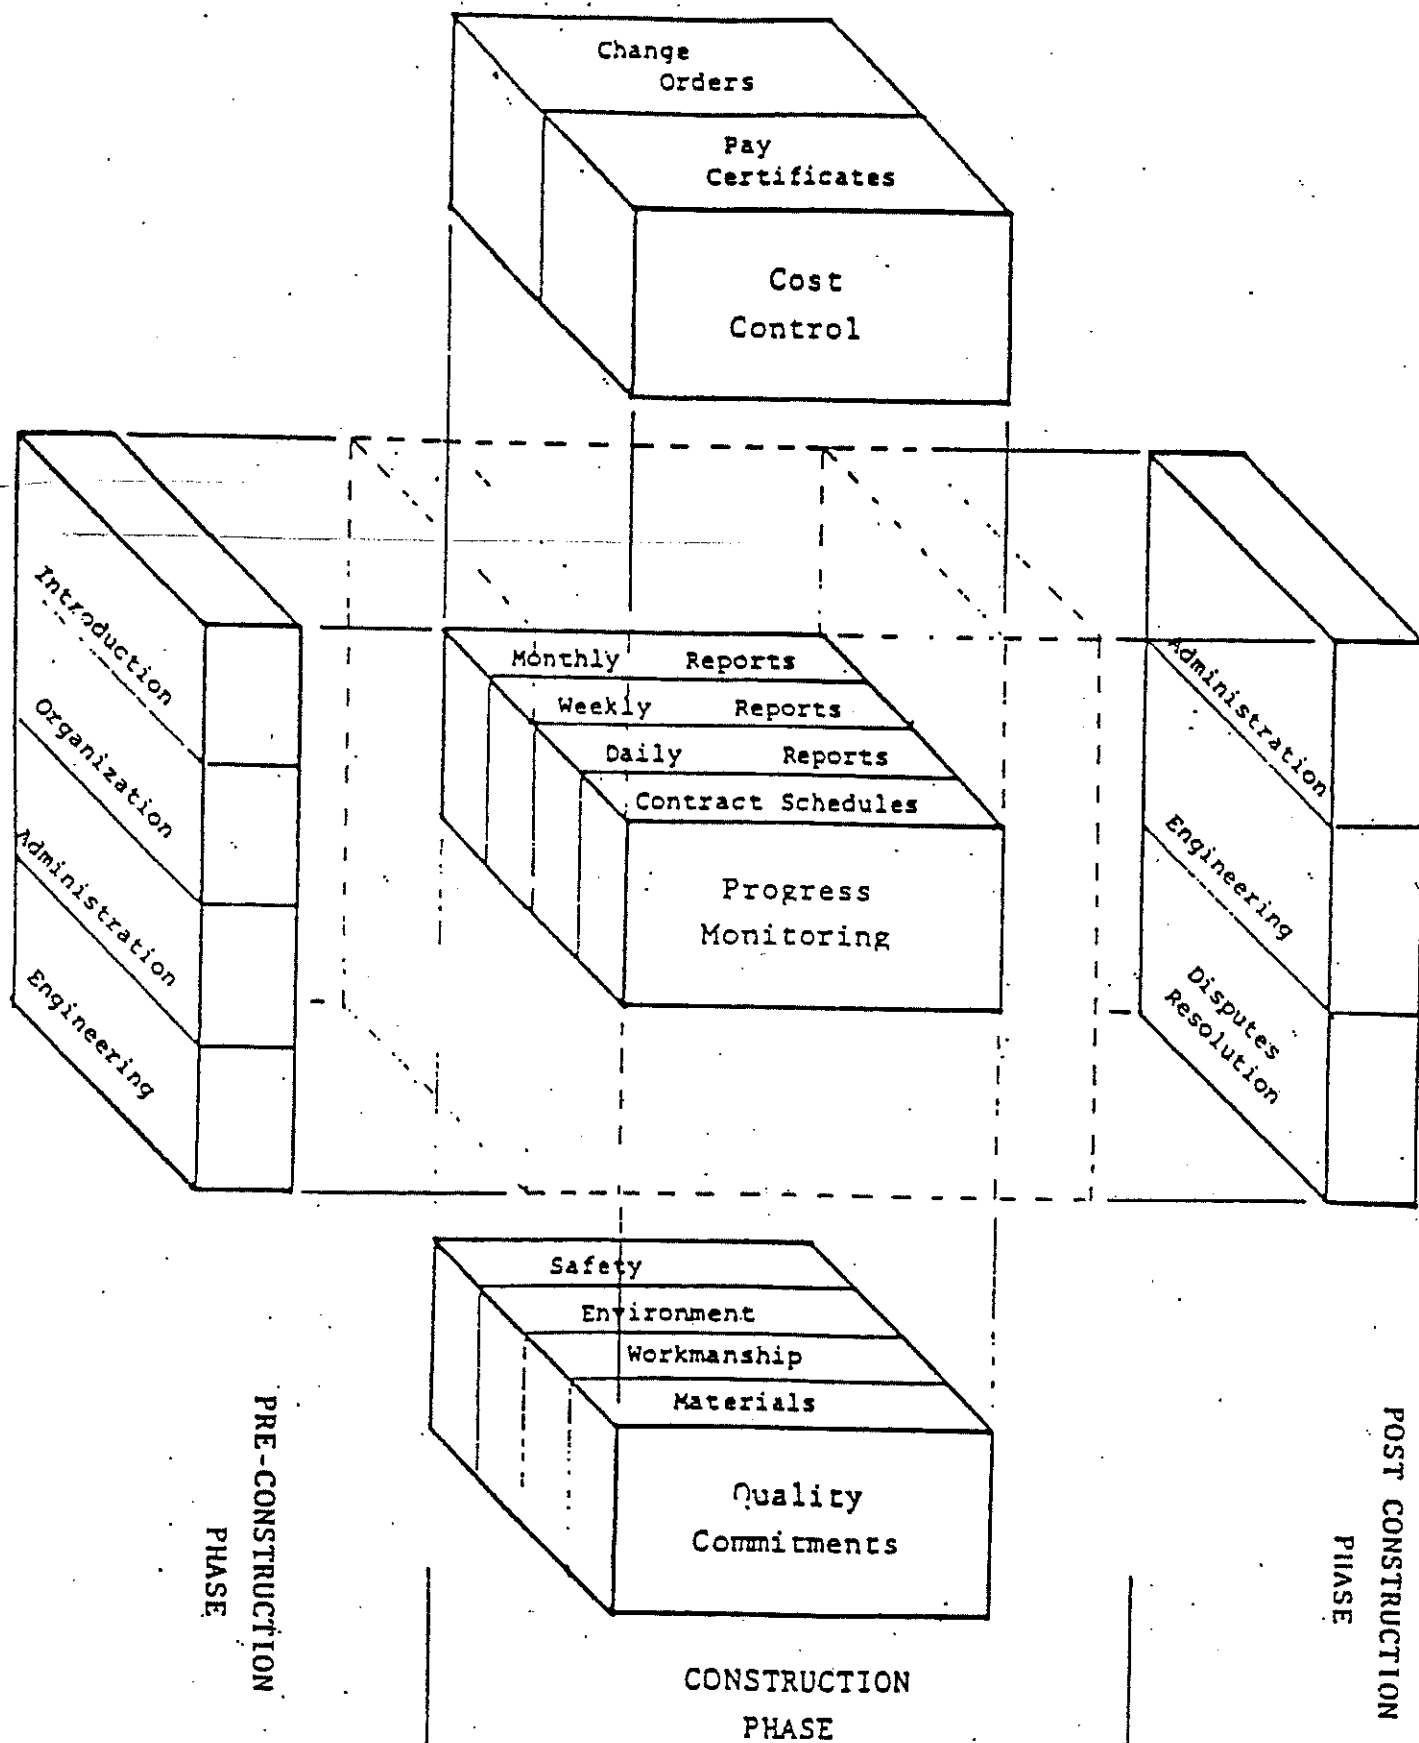 Change
Orders
Pay
Certificates
Cost
Control
Introduction
Organization
Administration
Engineering
Monthly Reports
Weekly Reports
Daily Reports
Contract Schedules
Progress
Monitoring
Administration
Engineering
Disputes
Resolution
Safety
Environment
Workmanship
Materials
Quality
Commitments
PRE-CONSTRUCTION
PHASE
CONSTRUCTION
PHASE
POST CONSTRUCTION
PHASE